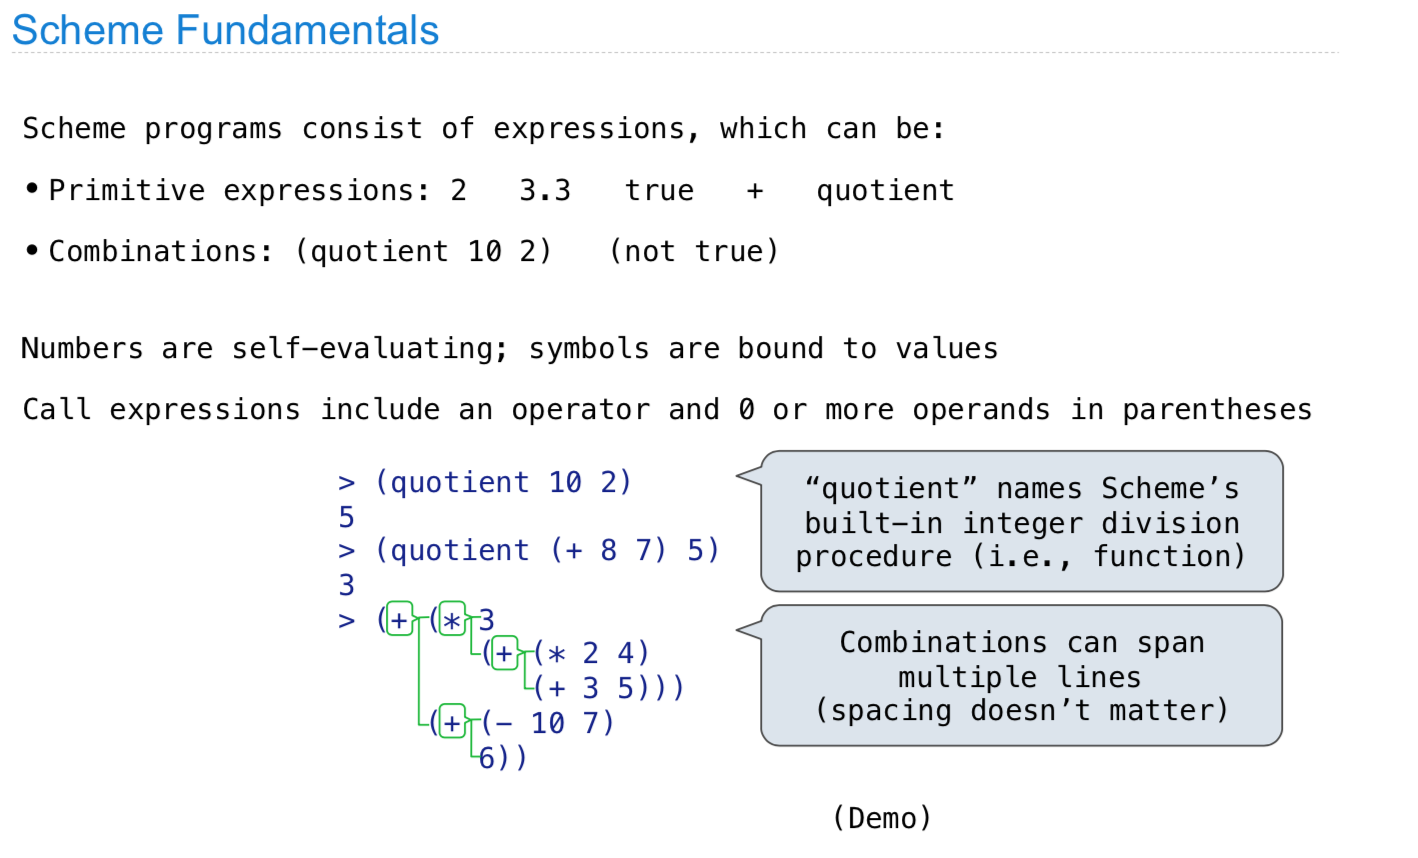 Scheme Fundamentals
Scheme programs consist of expressions, which can be:
• Primitive expressions: 2   3.3   true   +   quotient
• Combinations: (quotient 10 2)   (not true)
Numbers are self-evaluating; symbols are bound to values
Call expressions include an operator and 0 or more operands in parentheses
> (quotient 10 2)
5
> (quotient (+ 8 7) 5)
3
> (+ (* 3
(+ (* 2 4)
(+ 3 5)))
(+ (- 10 7)
6))
“quotient” names Scheme’s
built-in integer division
procedure (i.e., function)
Combinations can span
multiple lines
(spacing doesn’t matter)
(Demo)